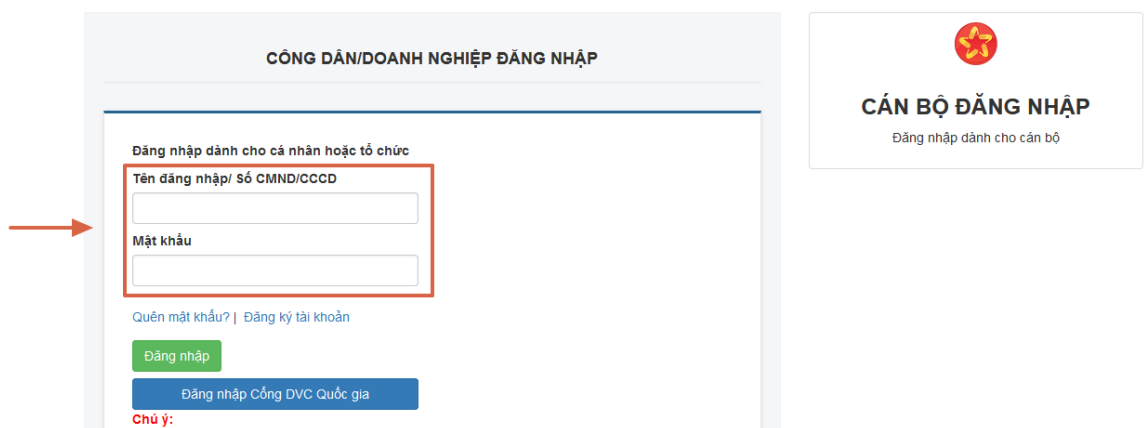 CÔNG DÂN/DOANH NGHIỆP ĐĂNG NHẬP
Đăng nhập dành cho cá nhân hoặc tổ chức
Tên đăng nhập/ Số CMND/CCCD
Mật khẩu
Quên mật khẩu? | Đăng ký tài khoản
Đăng nhập
Đăng nhập Cổng DVC Quốc gia
Chú ý:
CÁN BỘ ĐĂNG NHẬP
Đăng nhập dành cho cán bộ